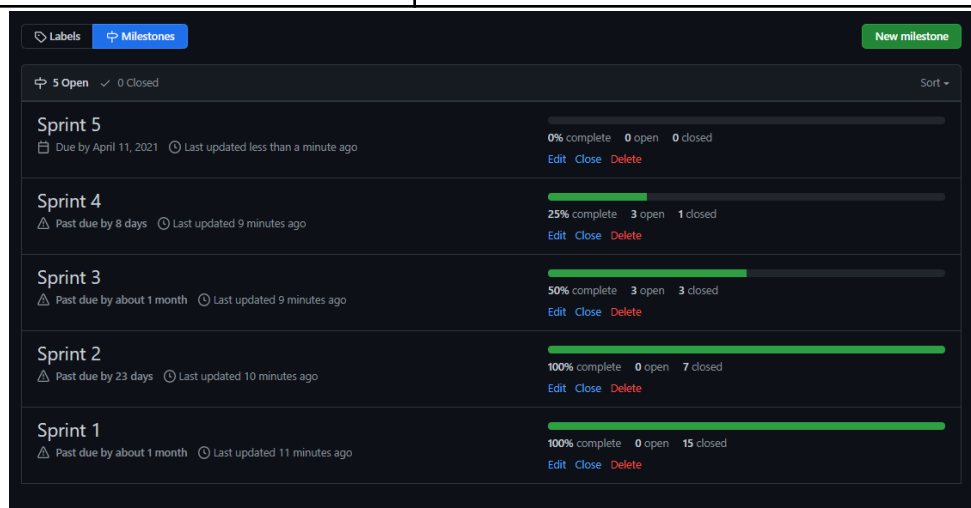 Labels Milestones New milestone
5 Open 0 Closed Sort
Sprint 5
Due by April 11, 2021 Last updated less than a minute ago
0% complete 0 open 0 closed
Edit Close Delete
Sprint 4
Past due by 8 days Last updated 9 minutes ago
25% complete 3 open 1 closed
Edit Close Delete
Sprint 3
Past due by about 1 month Last updated 9 minutes ago
50% complete 3 open 3 closed
Edit Close Delete
Sprint 2
Past due by 23 days Last updated 10 minutes ago
100% complete 0 open 7 closed
Edit Close Delete
Sprint 1
Past due by about 1 month Last updated 11 minutes ago
100% complete 0 open 15 closed
Edit Close Delete